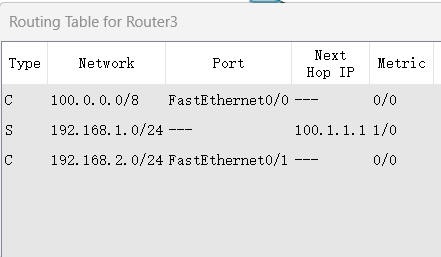 Routing Table for Router3
Type Network Port Next Hop IP Metric
C 100.0.0.0/8 FastEthernet0/0 --- 0/0
S 192.168.1.0/24 --- 100.1.1.1 1/0
C 192.168.2.0/24 FastEthernet0/1 --- 0/0